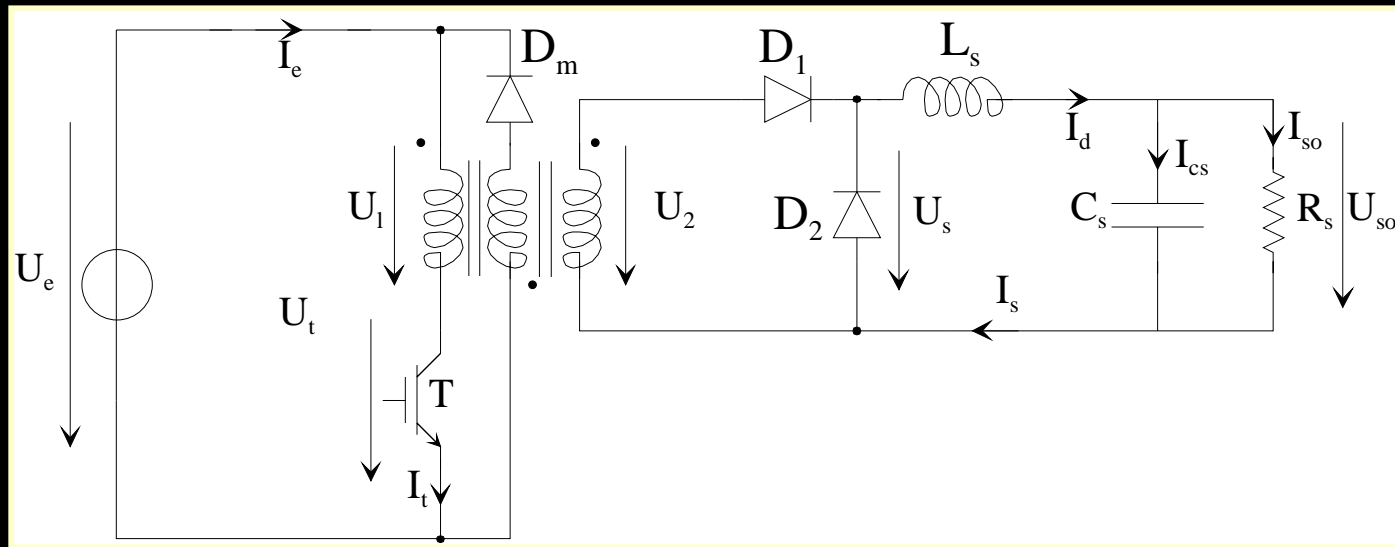 I_e
D_m
D_1
L_s
I_d
I_cs
I_so
U_1
U_2
D_2
U_s
C_s
R_s
U_so
U_e
U_t
I_s
T
I_t